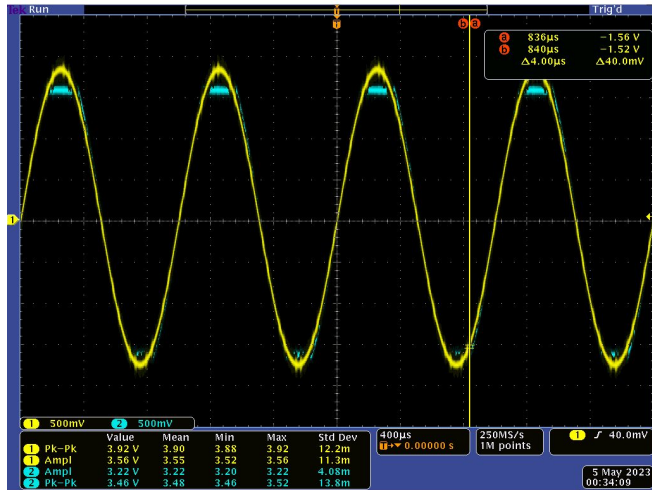 Tek Run Trig'd
T
T
b a
a 836µs −1.56 V
b 840µs −1.52 V
Δ4.00µs Δ40.0mV
1
1 500mV 2 500mV
Value Mean Min Max Std Dev
1 Pk–Pk 3.92 V 3.90 3.88 3.92 12.2m
1 Ampl 3.56 V 3.55 3.52 3.56 11.3m
2 Ampl 3.22 V 3.22 3.20 3.22 4.08m
2 Pk–Pk 3.46 V 3.48 3.46 3.52 13.8m
400µs
T→▼ 0.00000 s
250MS/s
1M points
1 ʃ 40.0mV
5 May 2023
00:34:09